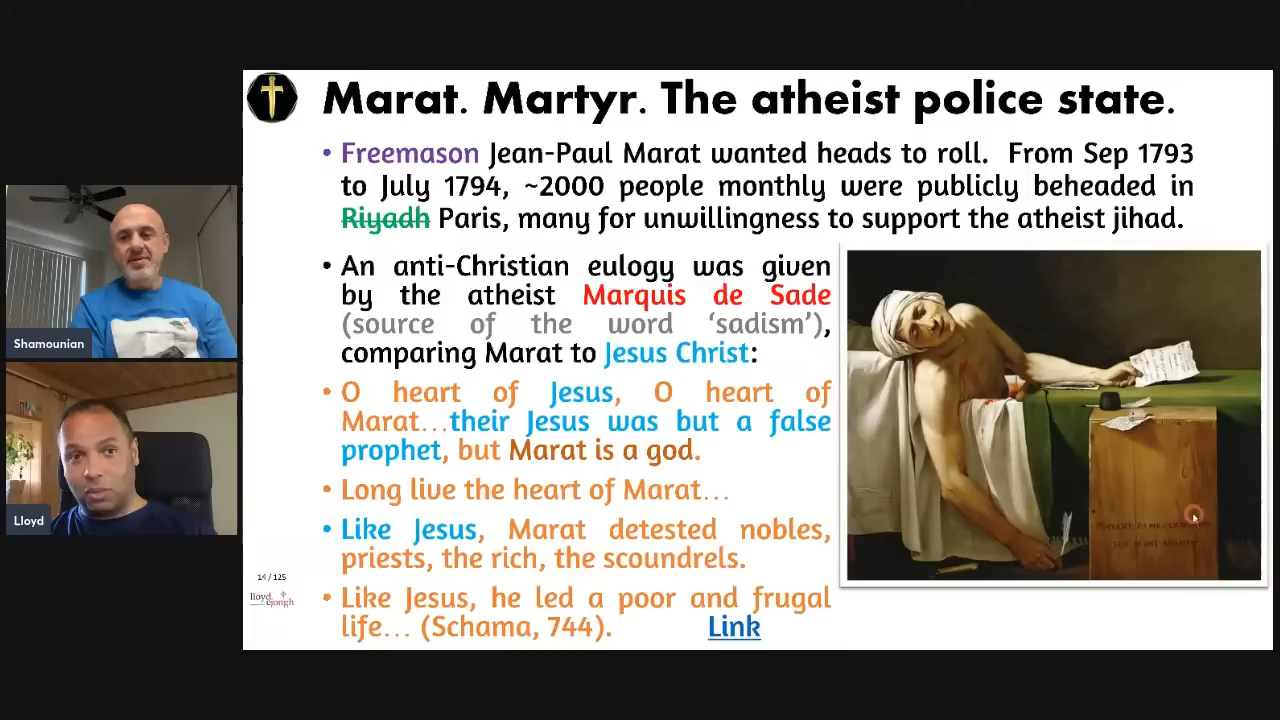 Marat. Martyr. The atheist police state.
• Freemason Jean-Paul Marat wanted heads to roll. From Sep 1793
to July 1794, ~2000 people monthly were publicly beheaded in
Riyadh Paris, many for unwillingness to support the atheist jihad.
• An anti-Christian eulogy was given
by the atheist Marquis de Sade
(source of the word ‘sadism’),
comparing Marat to Jesus Christ:
• O heart of Jesus, O heart of
Marat…their Jesus was but a false
prophet, but Marat is a god.
• Long live the heart of Marat…
• Like Jesus, Marat detested nobles,
priests, the rich, the scoundrels.
• Like Jesus, he led a poor and frugal
life… (Schama, 744). Link
Shamounian
Lloyd
14 / 125
lloyd